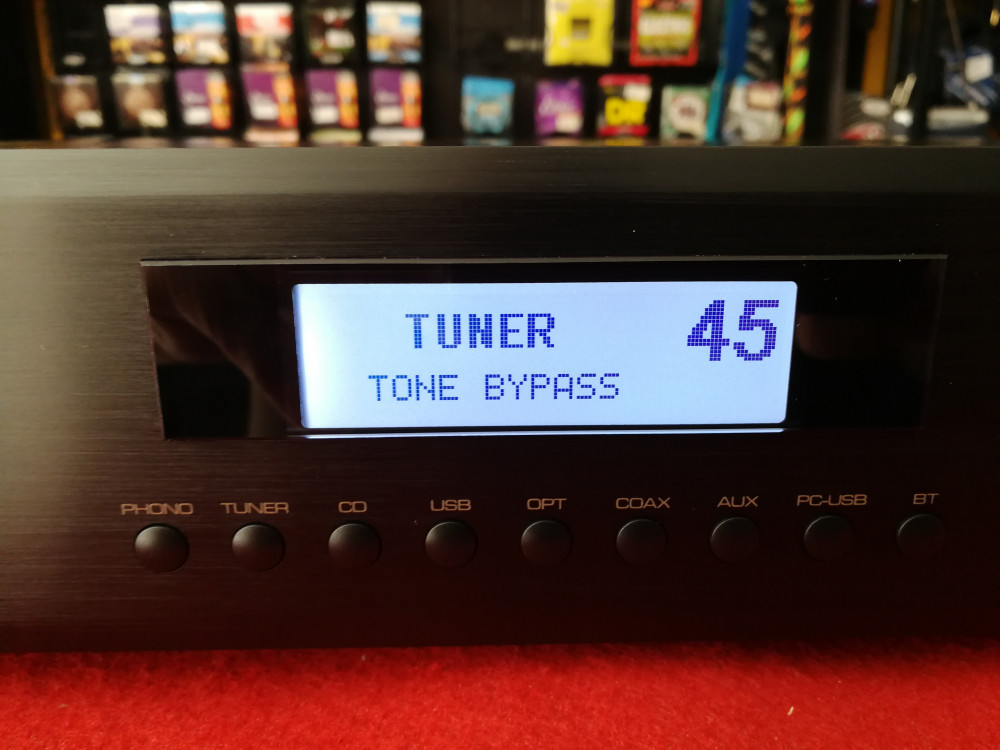 TUNER 45
TONE BYPASS
PHONO TUNER CD USB OPT COAX AUX PC-USB BT